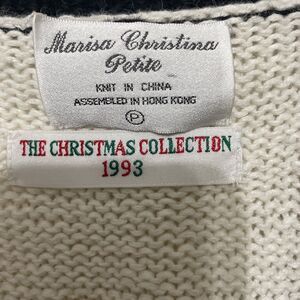 Marisa Christina
Petite
KNIT IN CHINA
ASSEMBLED IN HONG KONG
P
THE CHRISTMAS COLLECTION
1993